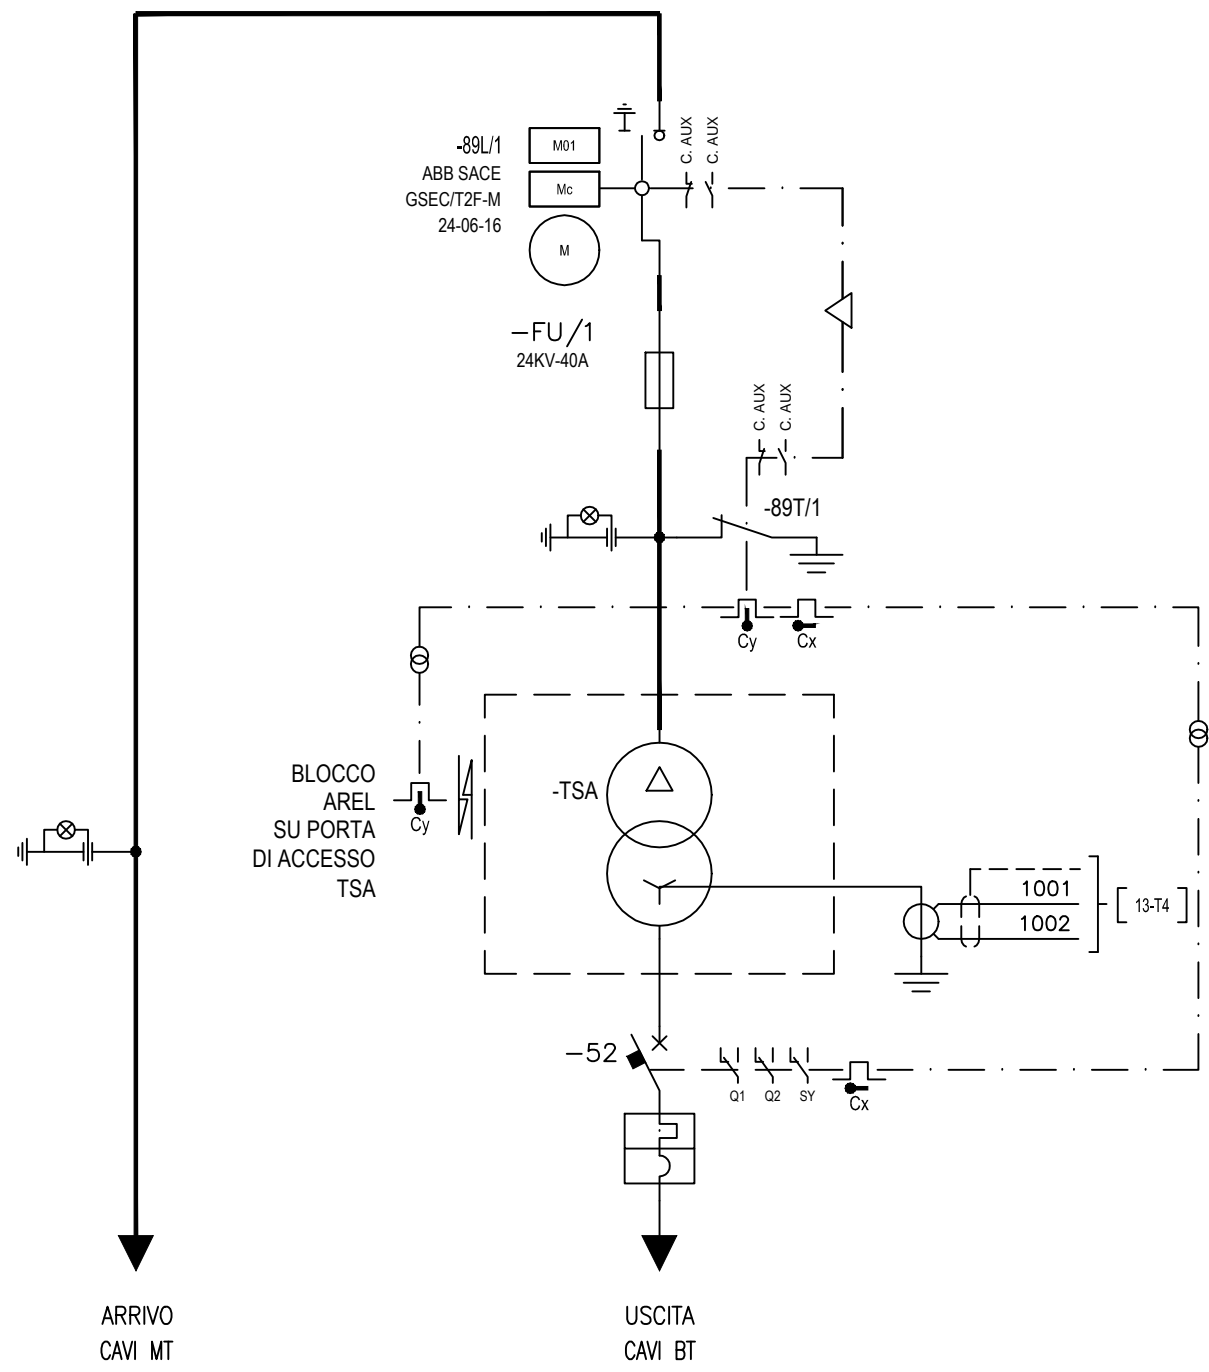 C. AUX
C. AUX
-89L/1
M01
ABB SACE
Mc
GSEC/T2F-M
24-06-16
M
-FU/1
24KV-40A
C. AUX
C. AUX
-89T/1
Cy
Cx
BLOCCO
AREL
SU PORTA
DI ACCESSO
TSA
Cy
-TSA
1001
1002
13-T4
-52
Q1
Q2
SY
Cx
ARRIVO
CAVI MT
USCITA
CAVI BT